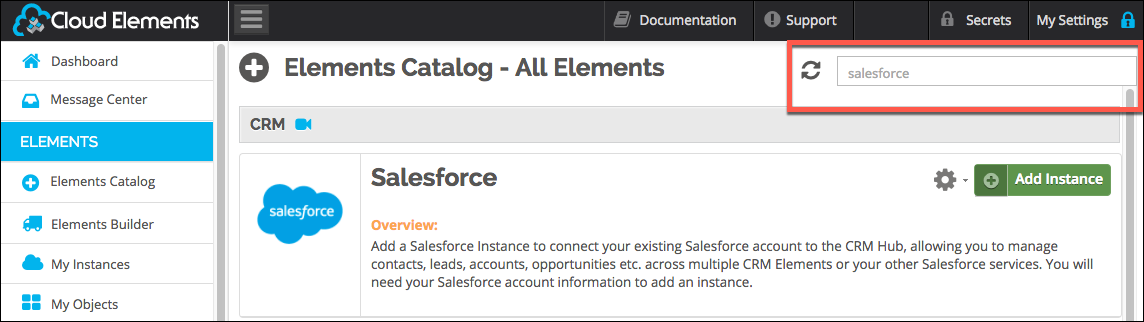 Cloud Elements
Documentation
Support
Secrets
My Settings
Dashboard
Message Center
ELEMENTS
Elements Catalog
Elements Builder
My Instances
My Objects
Elements Catalog - All Elements
salesforce
CRM
salesforce
Salesforce
Add Instance
Overview:
Add a Salesforce Instance to connect your existing Salesforce account to the CRM Hub, allowing you to manage
contacts, leads, accounts, opportunities etc. across multiple CRM Elements or your other Salesforce services. You will
need your Salesforce account information to add an instance.